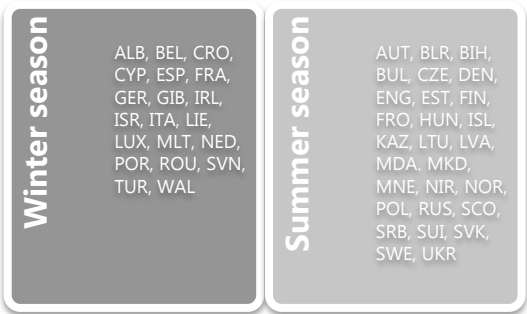 Winter season
ALB, BEL, CRO,
CYP, ESP, FRA,
GER, GIB, IRL,
ISR, ITA, LIE,
LUX, MLT, NED,
POR, ROU, SVN,
TUR, WAL
Summer season
AUT, BLR, BIH,
BUL, CZE, DEN,
ENG, EST, FIN,
FRO, HUN, ISL,
KAZ, LTU, LVA,
MDA. MKD,
MNE, NIR, NOR,
POL, RUS, SCO,
SRB, SUI, SVK,
SWE, UKR